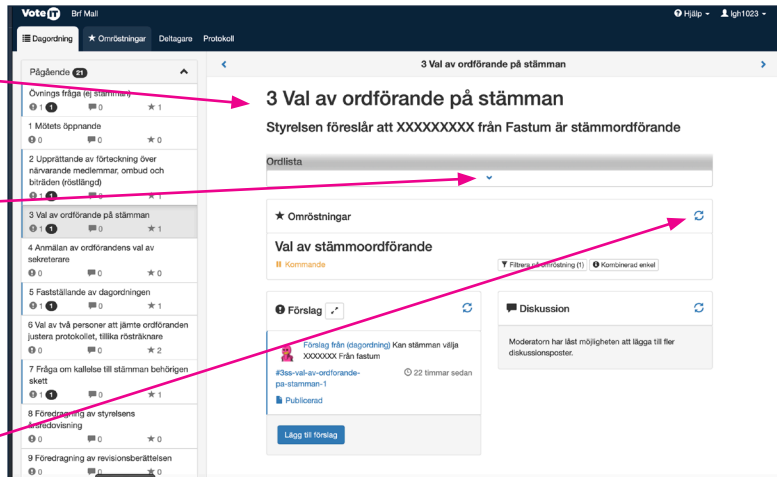 Vote IT Brf Mall
Hjälp lgh1023
Dagordning Omröstningar Deltagare Protokoll
Pågående 21
Övnings fråga (ej stämman)
1 1 0 1
1 Mötets öppnande
0 0 0
2 Upprättande av förteckning över
närvarande medlemmar, ombud och
biträden (röstlängd)
1 1 0 1
3 Val av ordförande på stämman
1 1 0 1
4 Anmälan av ordförandens val av
sekreterare
0 0 0
5 Fastställande av dagordningen
1 1 0 1
6 Val av två personer att jämte ordföranden
justera protokollet, tillika rösträknare
0 0 2
7 Fråga om kallelse till stämman behörigen
skett
1 1 0 1
8 Föredragning av styrelsens
årsredovisning
0 0 0
9 Föredragning av revisionsberättelsen
0 0 0
3 Val av ordförande på stämman
3 Val av ordförande på stämman
Styrelsen föreslår att XXXXXXXXX från Fastum är stämmordförande
Ordlista
Omröstningar
Val av stämmoordförande
Kommande
Filtrera på omröstning (1) Kombinerad enkel
Förslag
Förslag från (dagordning) Kan stämman välja
XXXXXXX Från fastum
#3ss-val-av-ordforande-
pa-stamman-1
22 timmar sedan
Publicerad
Lägg till förslag
Diskussion
Moderatorn har låst möjligheten att lägga till fler
diskussionsposter.